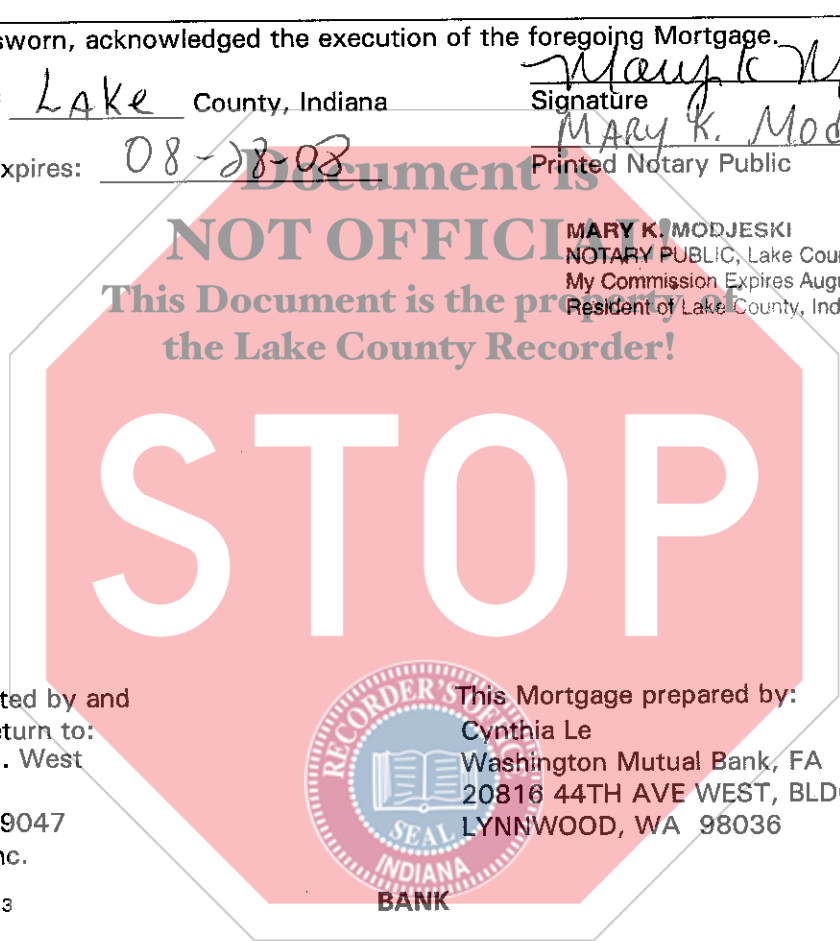 sworn, acknowledged the execution of the foregoing Mortgage.
LAKE County, Indiana
Mary K M
Signature
MARY K. Mod
xpires: 08-28-08
Printed Notary Public
Document is
NOT OFFICIAL!
This Document is the property of
the Lake County Recorder!
MARY K. MODJESKI
NOTARY PUBLIC, Lake Cou
My Commission Expires Augu
Resident of Lake County, Ind
STOP
ted by and
eturn to:
. West
9047
nc.
3
RECORDER'S OFFICE
SEAL
INDIANA
This Mortgage prepared by:
Cynthia Le
Washington Mutual Bank, FA
20816 44TH AVE WEST, BLD
LYNNWOOD, WA 98036
BANK